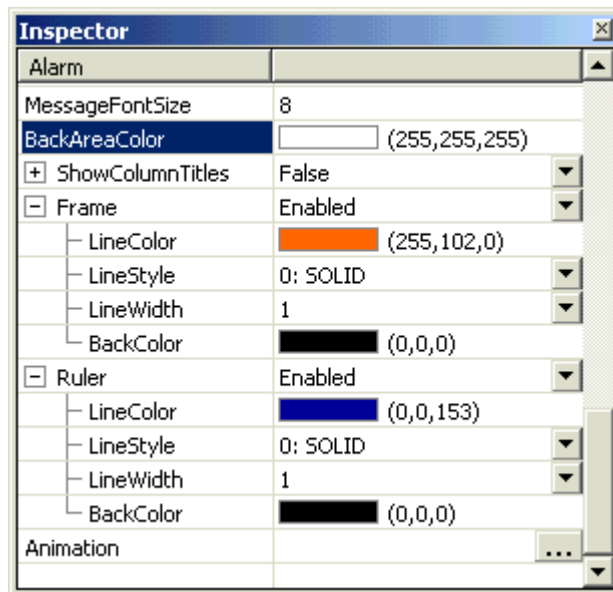 Inspector
Alarm
MessageFontSize 8
BackAreaColor (255,255,255)
ShowColumnTitles False
Frame Enabled
LineColor (255,102,0)
LineStyle 0: SOLID
LineWidth 1
BackColor (0,0,0)
Ruler Enabled
LineColor (0,0,153)
LineStyle 0: SOLID
LineWidth 1
BackColor (0,0,0)
Animation ...